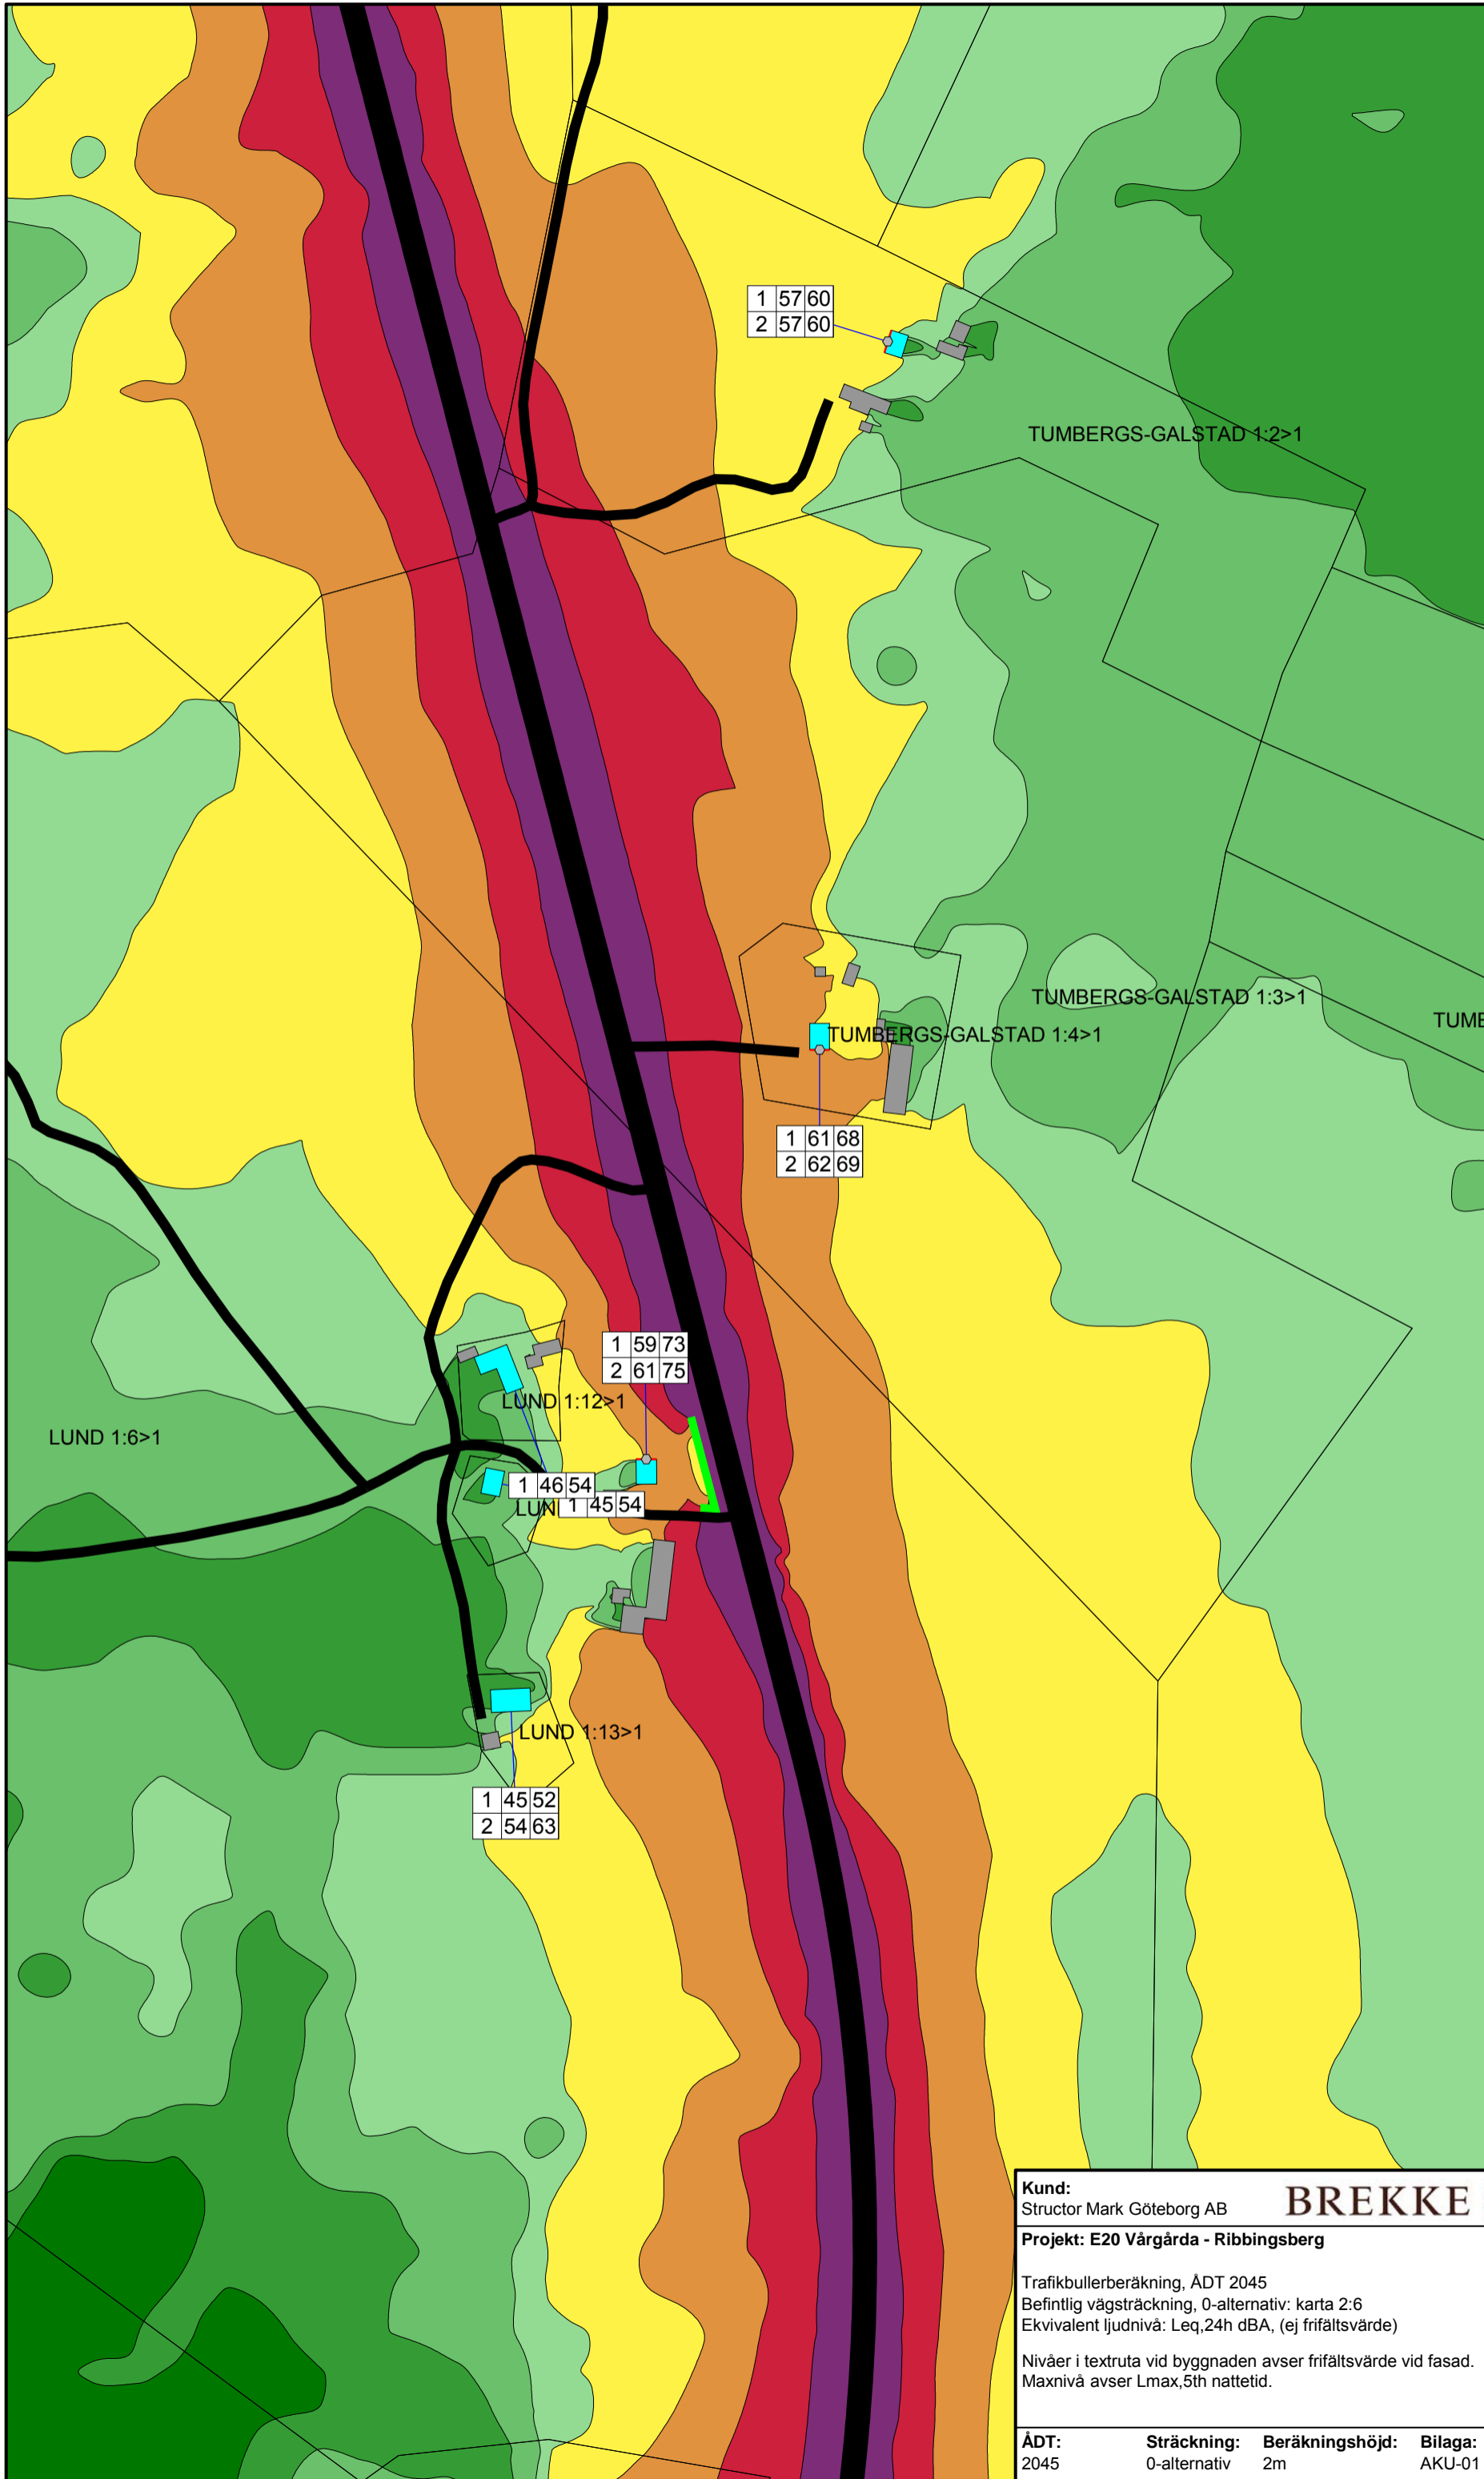 1 57 60
2 57 60
TUMBERGS-GALSTAD 1:2>1
TUMBERGS-GALSTAD 1:3>1
TUMBERGS-GALSTAD 1:4>1
1 61 68
2 62 69
1 59 73
2 61 75
LUND 1:12>1
LUND 1:6>1
1 46 54
1 45 54
LUND 1:13>1
1 45 52
2 54 63
Kund:
Structor Mark Göteborg AB
BREKKE
Projekt: E20 Vårgårda - Ribbingsberg
Trafikbullerberäkning, ÅDT 2045
Befintlig vägsträckning, 0-alternativ: karta 2:6
Ekvivalent ljudnivå: Leq,24h dBA, (ej frifältsvärde)
Nivåer i textruta vid byggnaden avser frifältsvärde vid fasad.
Maxnivå avser Lmax,5th nattetid.
ÅDT: Sträckning: Beräkningshöjd: Bilaga:
2045 0-alternativ 2m AKU-01